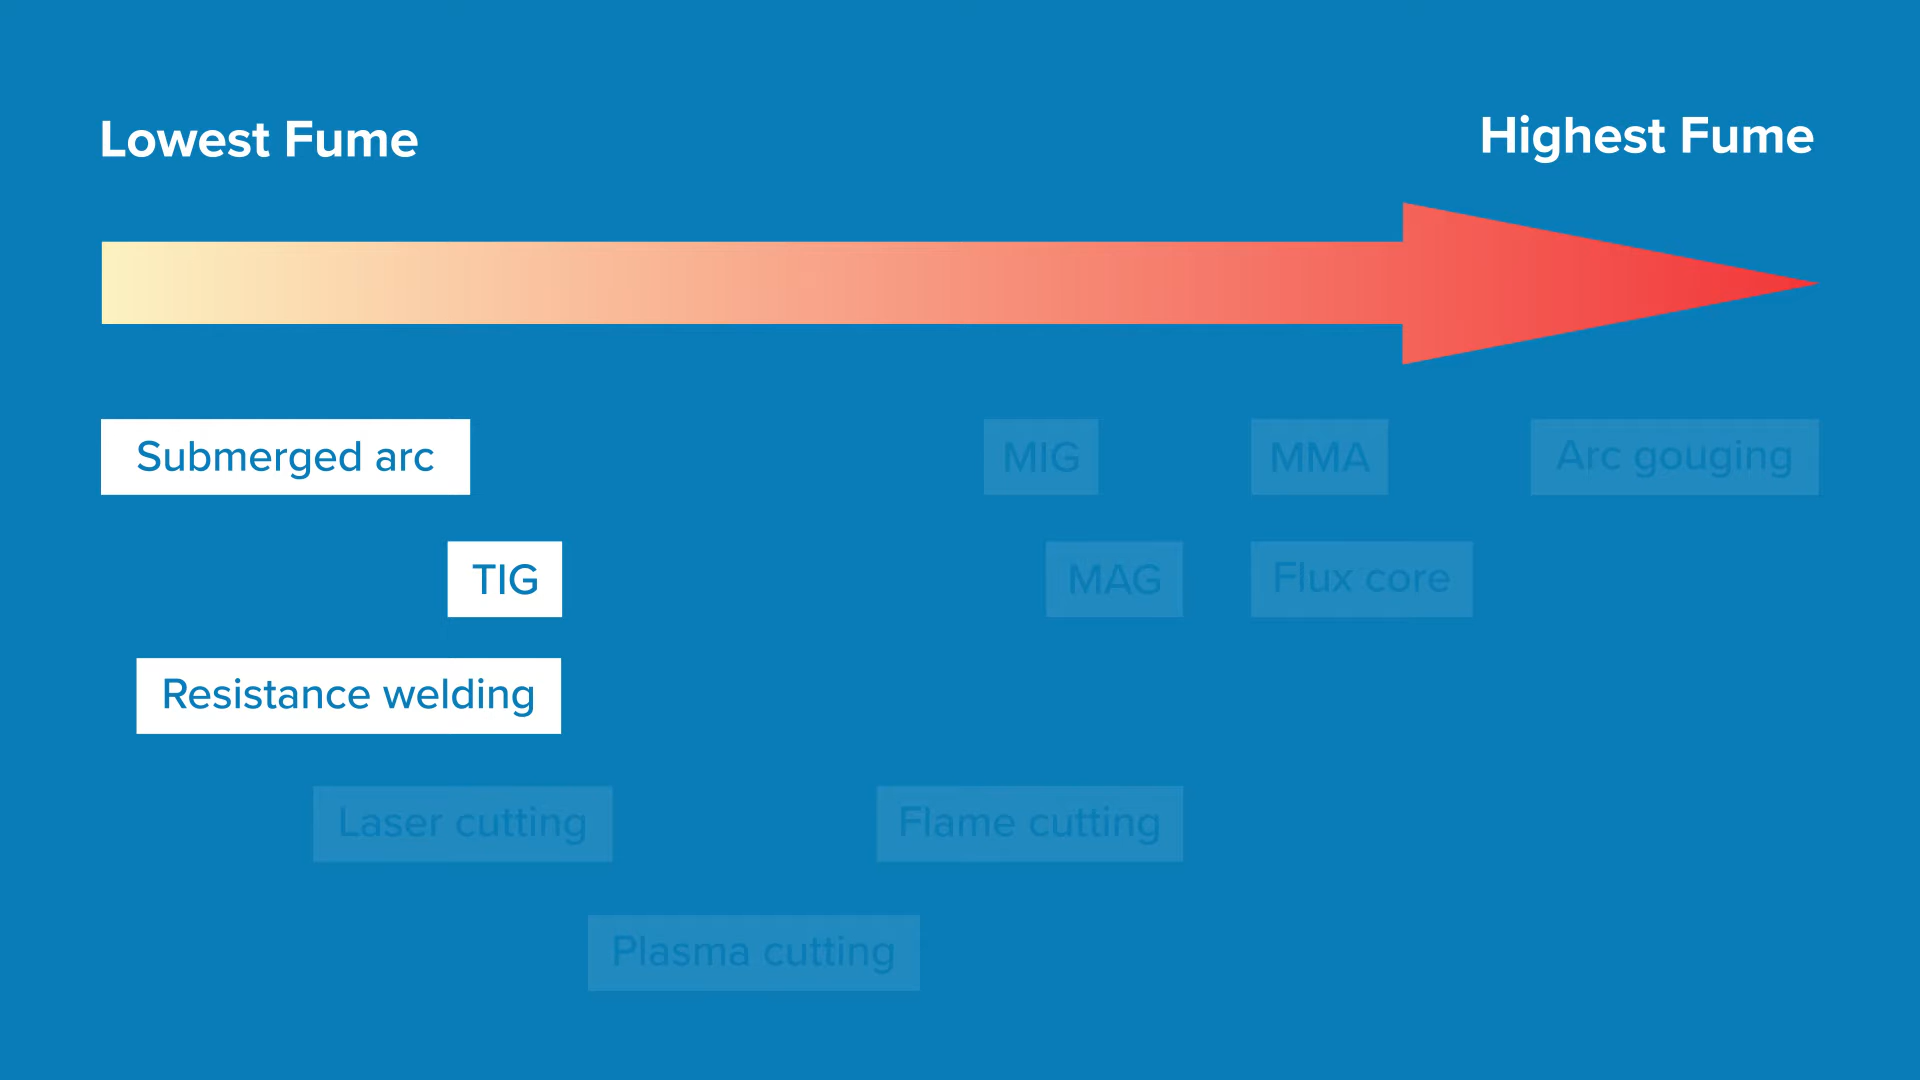 Lowest Fume
Highest Fume
Submerged arc
MIG
MMA
Arc gouging
TIG
MAG
Flux core
Resistance welding
Laser cutting
Flame cutting
Plasma cutting